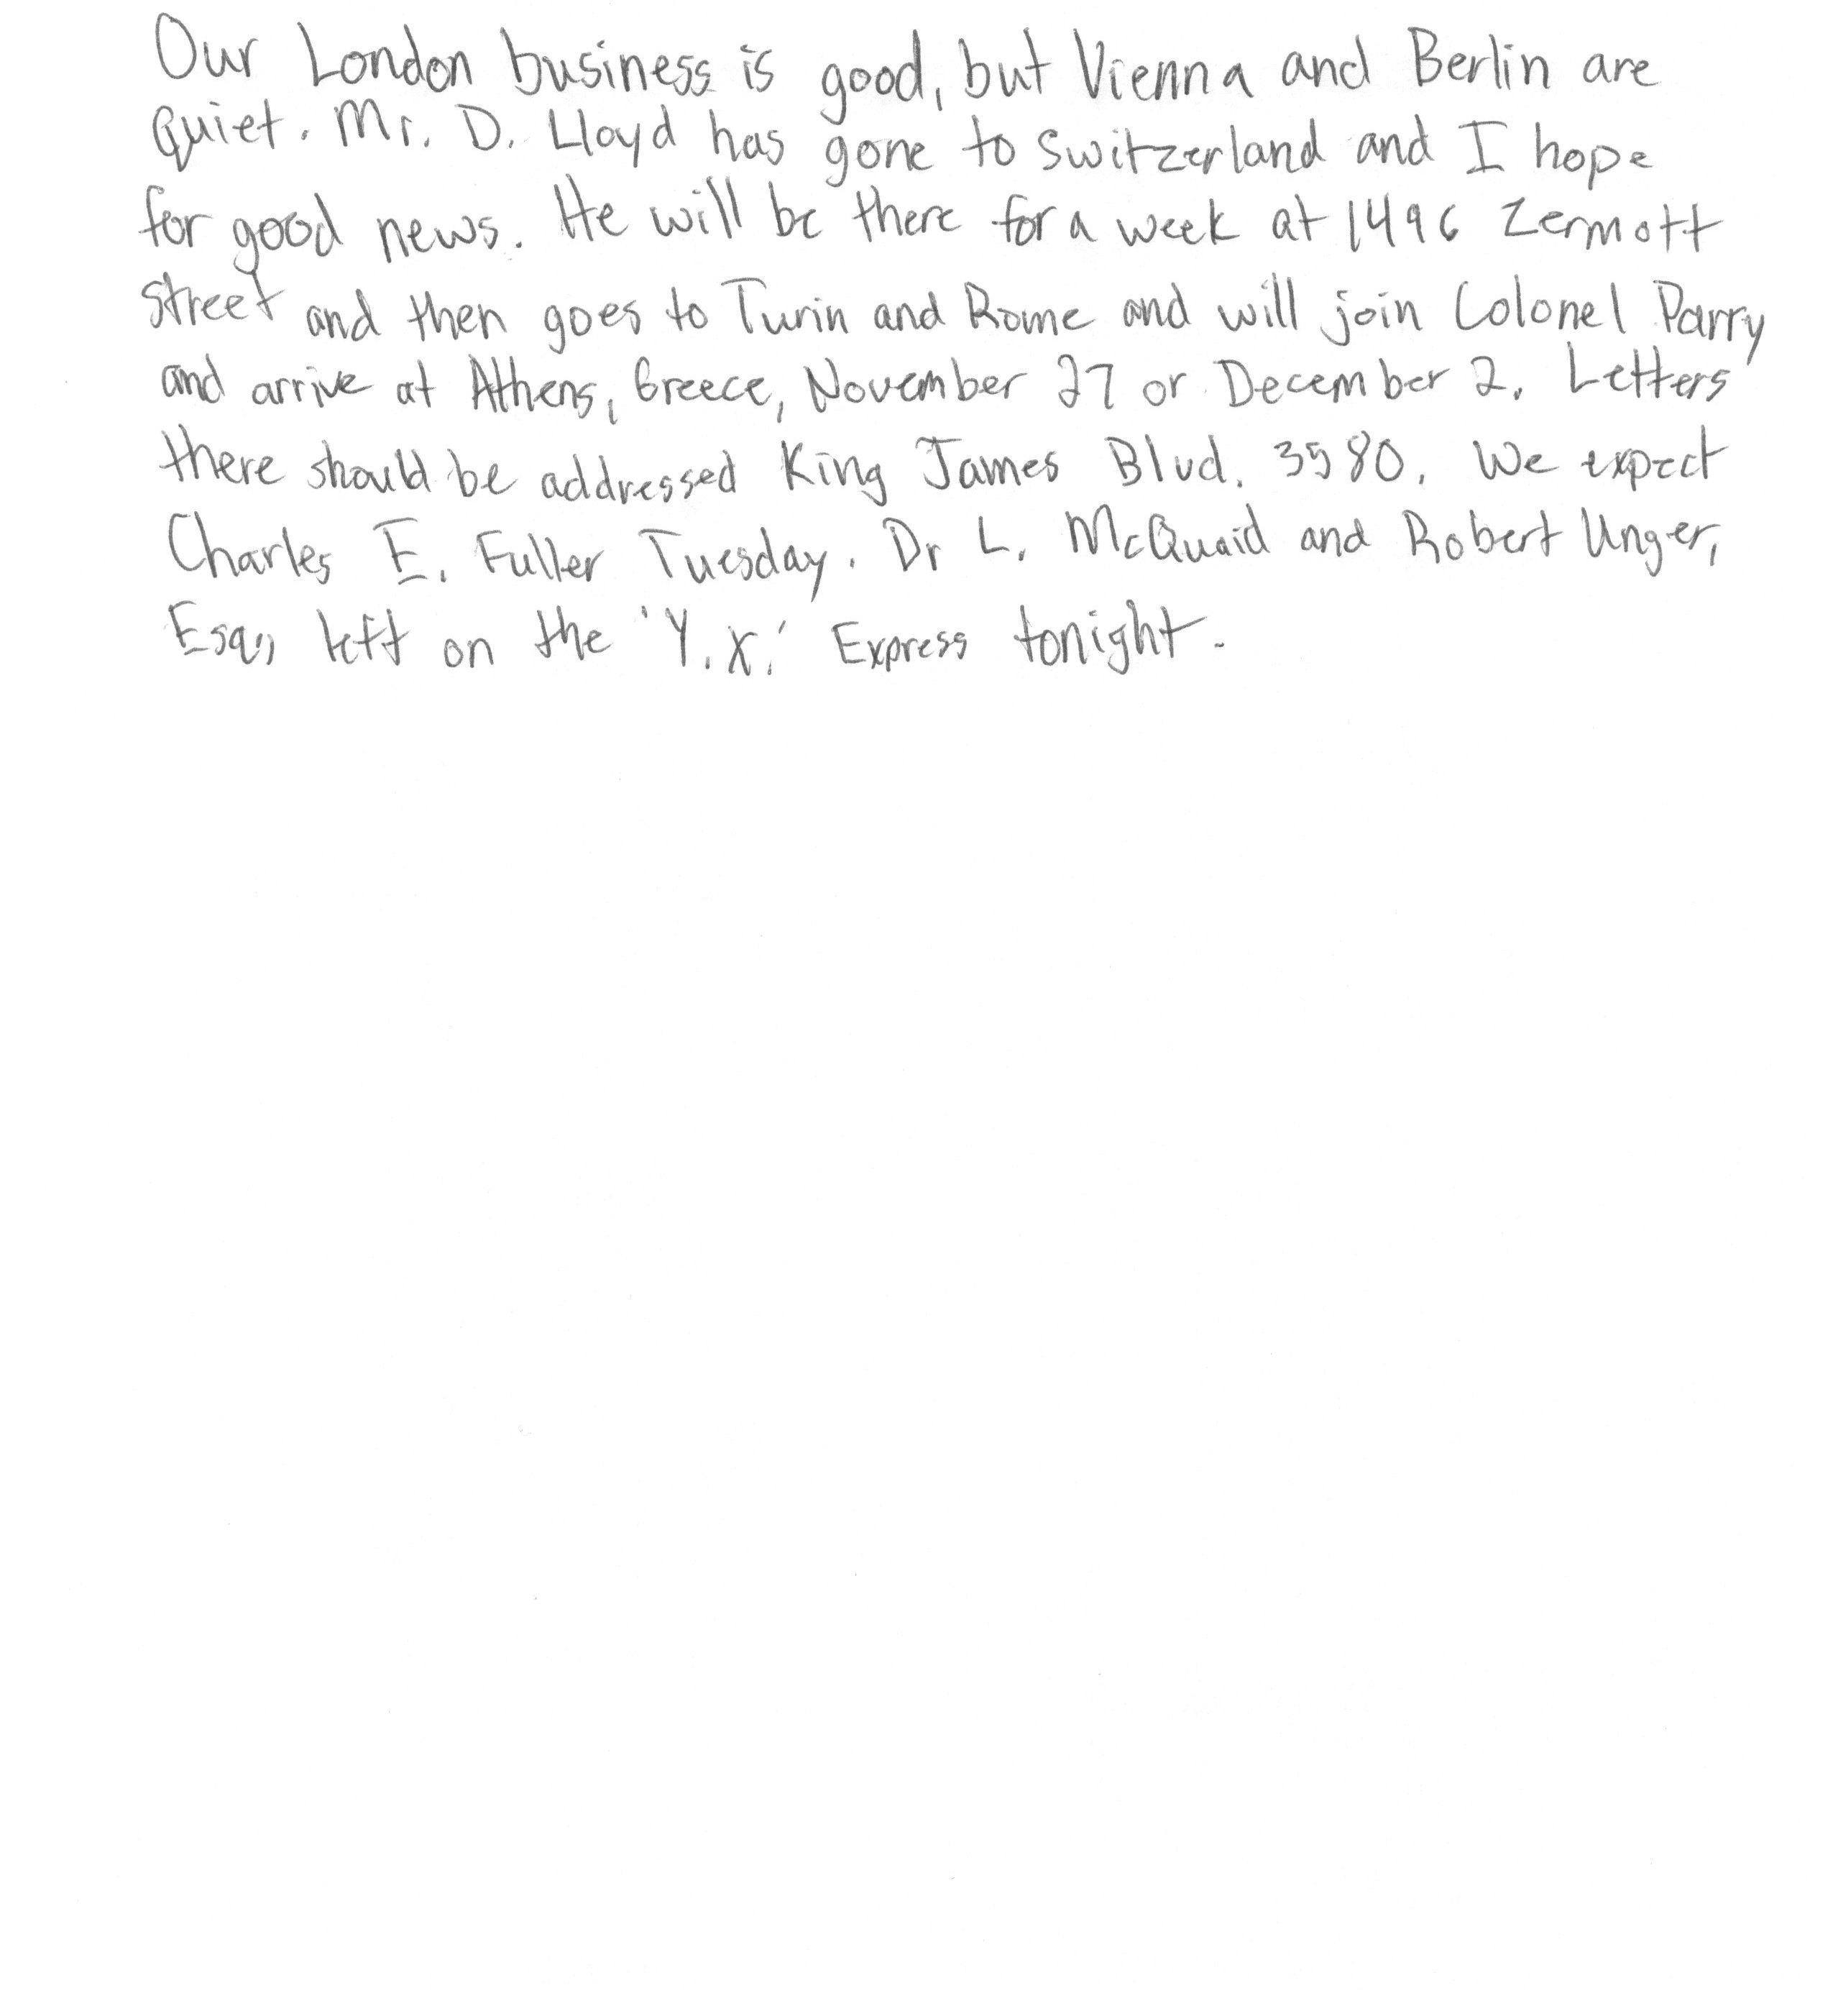 Our London business is good, but Vienna and Berlin are
quiet. Mr. D. Lloyd has gone to Switzerland and I hope
for good news. He will be there for a week at 1496 Zermott
street and then goes to Turin and Rome and will join Colonel Parry
and arrive at Athens, Greece, November 27 or December 2. Letters
there should be addressed King James Blvd. 3580. We expect
Charles E. Fuller Tuesday. Dr L. McQuaid and Robert Unger,
Esq., left on the 'Y.X.' Express tonight.